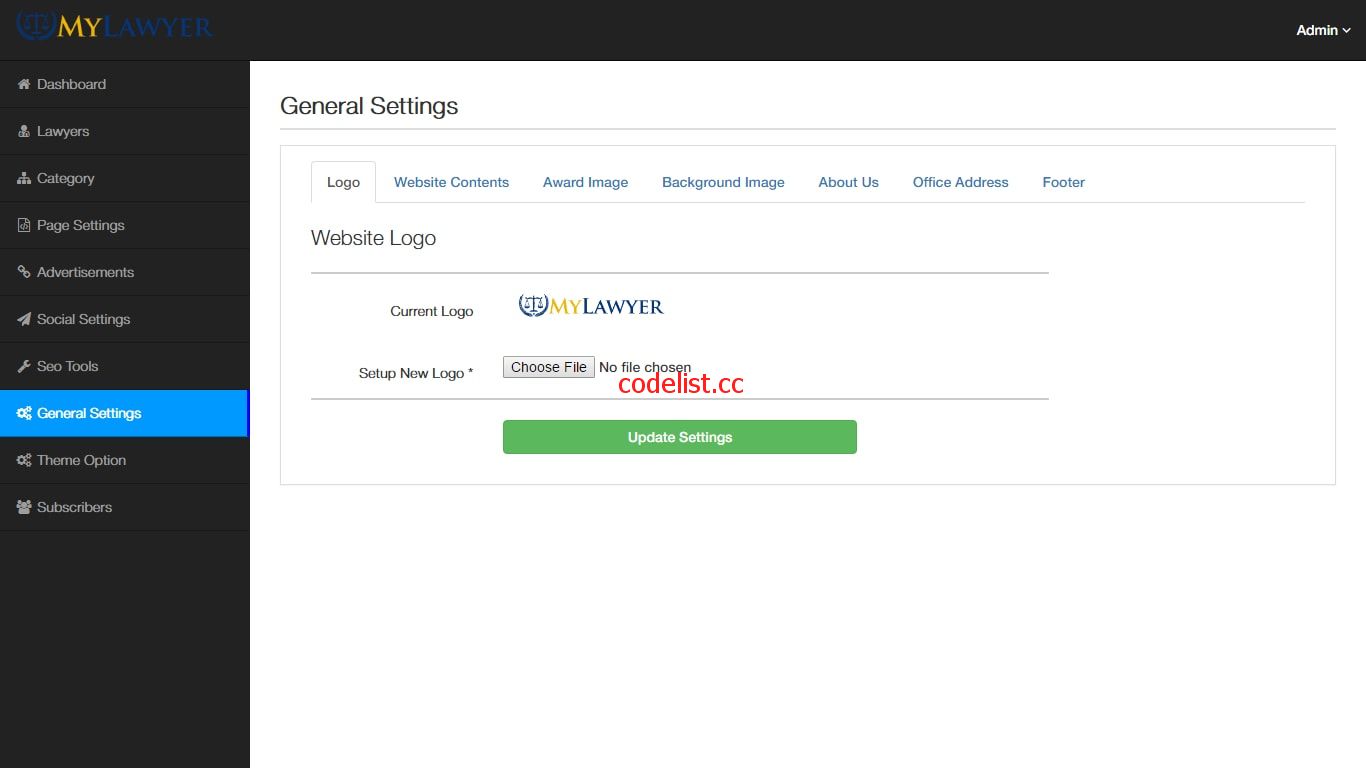 MYLAWYER
Admin
Dashboard
Lawyers
Category
Page Settings
Advertisements
Social Settings
Seo Tools
General Settings
Theme Option
Subscribers
General Settings
Logo Website Contents Award Image Background Image About Us Office Address Footer
Website Logo
Current Logo MYLAWYER
Setup New Logo * Choose File No file chosen
codelist.cc
Update Settings